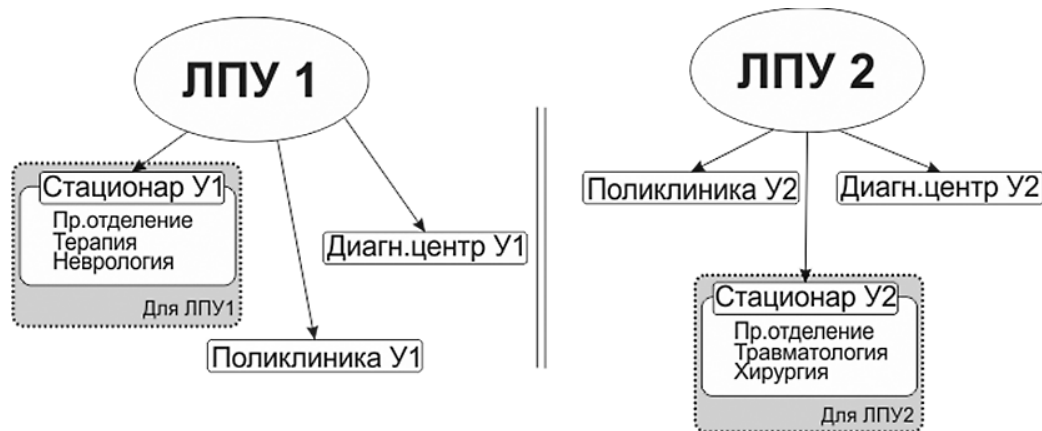 ЛПУ 1
Стационар У1
Пр.отделение
Терапия
Неврология
Для ЛПУ1
Диагн.центр У1
Поликлиника У1
ЛПУ 2
Поликлиника У2
Диагн.центр У2
Стационар У2
Пр.отделение
Травматология
Хирургия
Для ЛПУ2